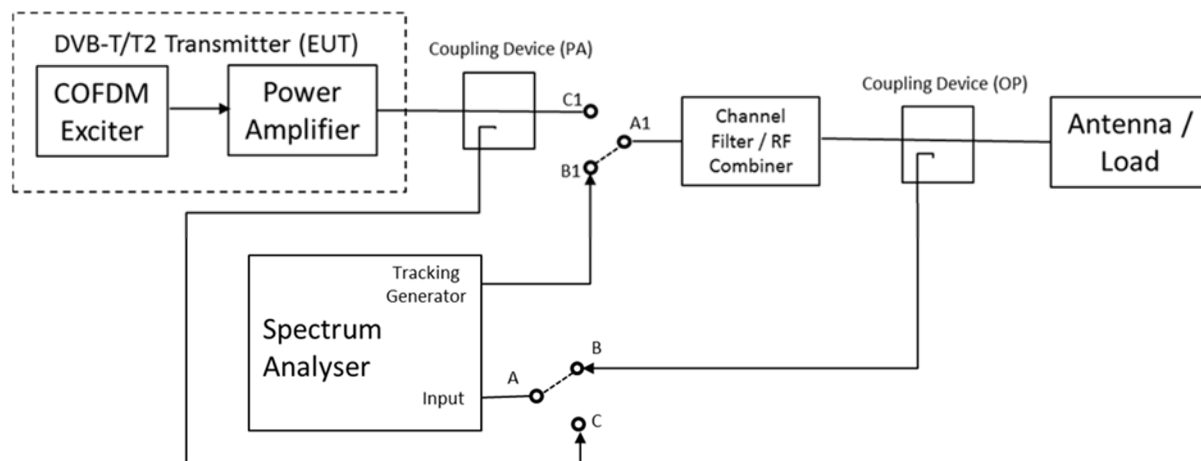 DVB-T/T2 Transmitter (EUT)
COFDM
Exciter
Power
Amplifier
Coupling Device (PA)
C1
A1
B1
Channel
Filter / RF
Combiner
Coupling Device (OP)
Antenna /
Load
Tracking
Generator
Spectrum
Analyser
Input
A
B
C